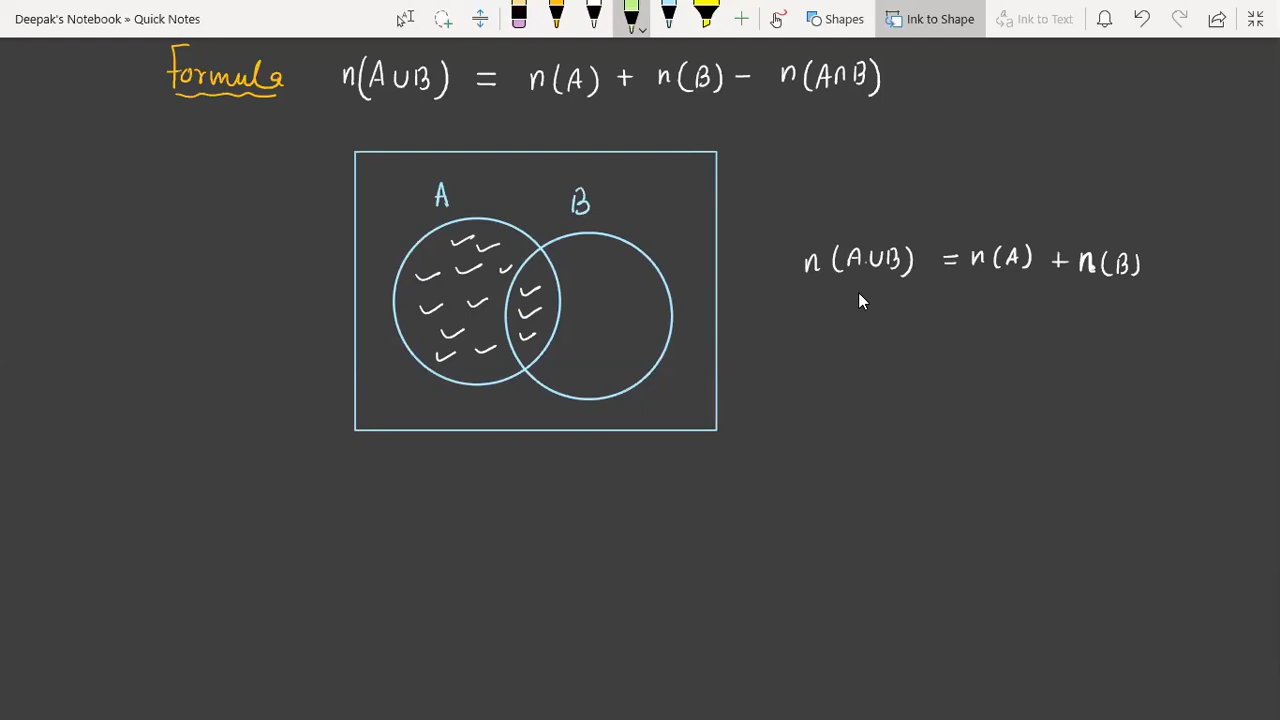 Deepak's Notebook » Quick Notes
Shapes
Ink to Shape
Ink to Text
Formula n(A∪B) = n(A) + n(B) - n(A∩B)
A
B
n(A∪B) = n(A) + n(B)